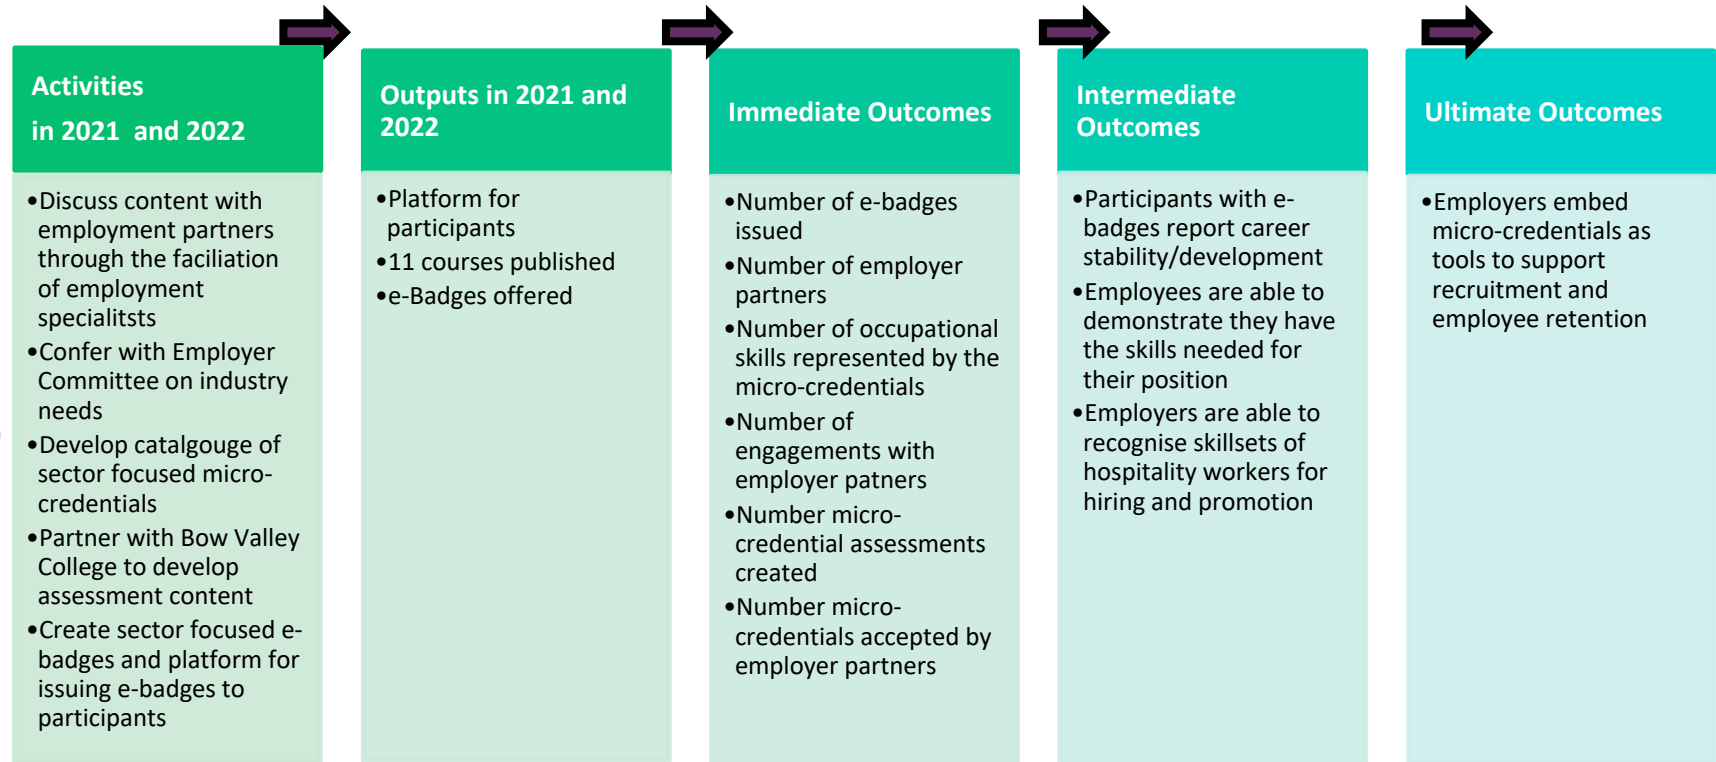 Activities
in 2021  and 2022
•Discuss content with
employment partners
through the faciliation
of employment
specialitsts
•Confer with Employer
Committee on industry
needs
•Develop catalgouge of
sector focused micro-
credentials
•Partner with Bow Valley
College to develop
assessment content
•Create sector focused e-
badges and platform for
issuing e-badges to
participants
Outputs in 2021 and
2022
•Platform for
participants
•11 courses published
•e-Badges offered
Immediate Outcomes
•Number of e-badges
issued
•Number of employer
partners
•Number of occupational
skills represented by the
micro-credentials
•Number of
engagements with
employer patners
•Number micro-
credential assessments
created
•Number micro-
credentials accepted by
employer partners
Intermediate
Outcomes
•Participants with e-
badges report career
stability/development
•Employees are able to
demonstrate they have
the skills needed for
their position
•Employers are able to
recognise skillsets of
hospitality workers for
hiring and promotion
Ultimate Outcomes
•Employers embed
micro-credentials as
tools to support
recruitment and
employee retention